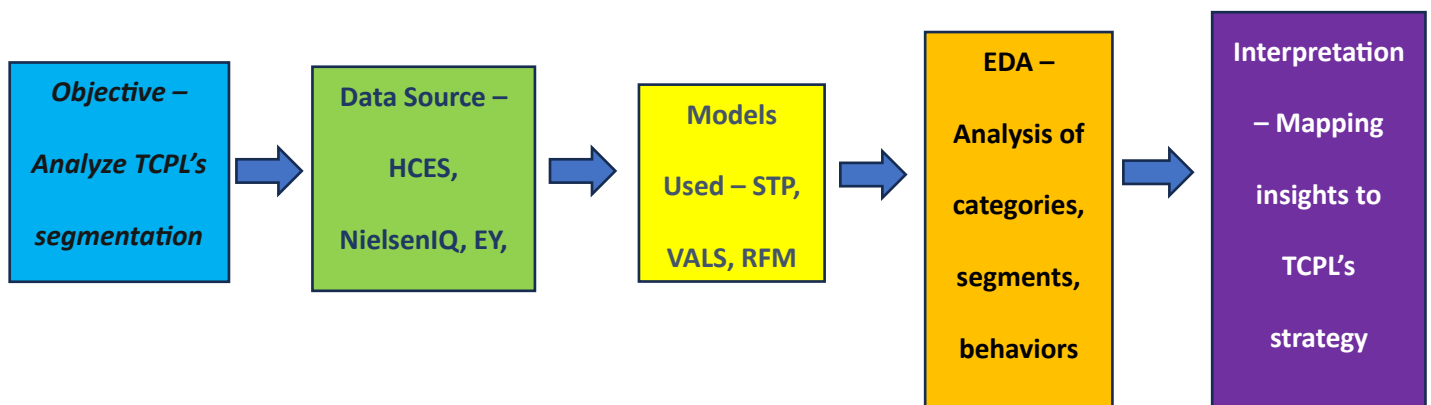 Objective –
Analyze TCPL's
segmentation
Data Source –
HCES,
NielsenIQ, EY,
Models
Used – STP,
VALS, RFM
EDA –
Analysis of
categories,
segments,
behaviors
Interpretation
– Mapping
insights to
TCPL's
strategy